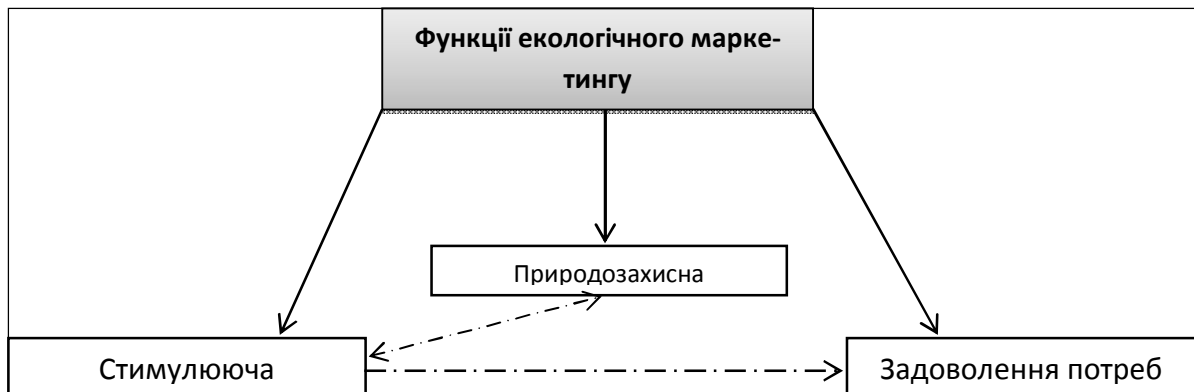 Функції екологічного марке-
тингу
Природозахисна
Стимулююча
Задоволення потреб